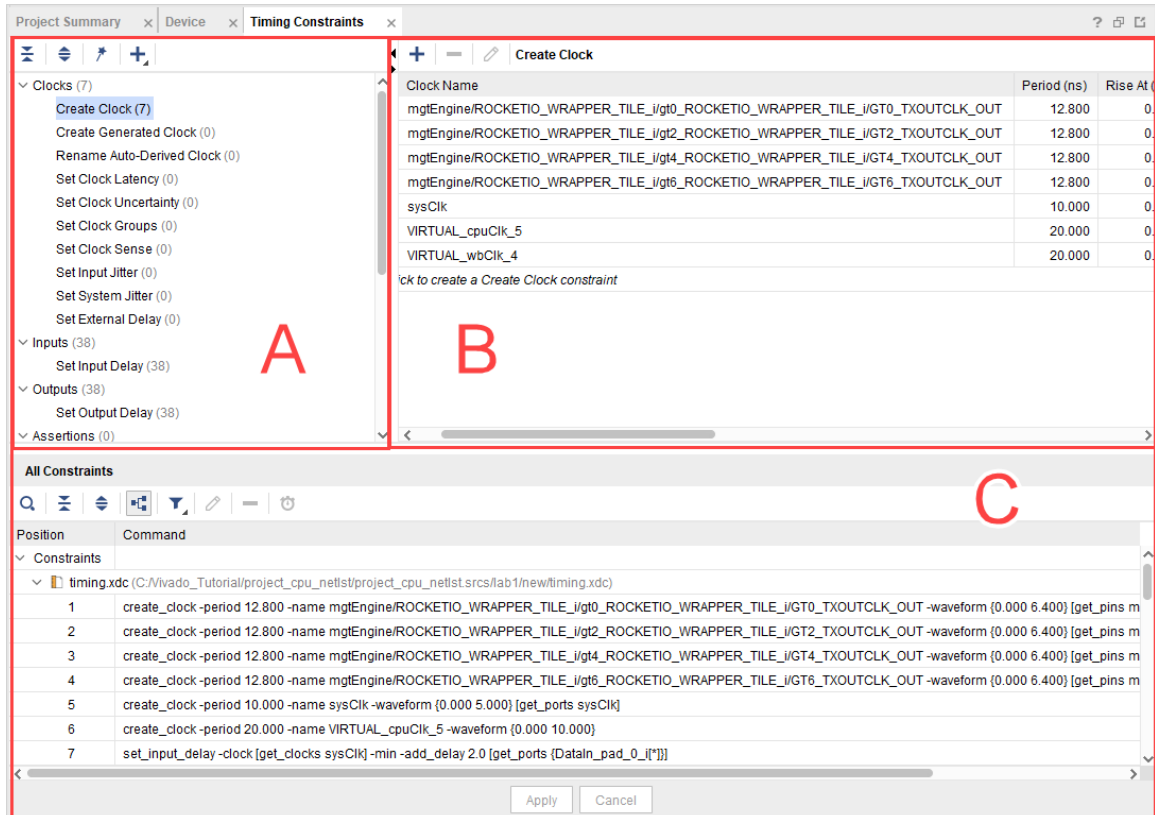 Project Summary × Device × Timing Constraints ×
Clocks (7)
Create Clock (7)
Create Generated Clock (0)
Rename Auto-Derived Clock (0)
Set Clock Latency (0)
Set Clock Uncertainty (0)
Set Clock Groups (0)
Set Clock Sense (0)
Set Input Jitter (0)
Set System Jitter (0)
Set External Delay (0)
Inputs (38)
Set Input Delay (38)
Outputs (38)
Set Output Delay (38)
Assertions (0)
A
Create Clock
Clock Name Period (ns) Rise At (
mgtEngine/ROCKETIO_WRAPPER_TILE_i/gt0_ROCKETIO_WRAPPER_TILE_i/GT0_TXOUTCLK_OUT 12.800 0.
mgtEngine/ROCKETIO_WRAPPER_TILE_i/gt2_ROCKETIO_WRAPPER_TILE_i/GT2_TXOUTCLK_OUT 12.800 0.
mgtEngine/ROCKETIO_WRAPPER_TILE_i/gt4_ROCKETIO_WRAPPER_TILE_i/GT4_TXOUTCLK_OUT 12.800 0.
mgtEngine/ROCKETIO_WRAPPER_TILE_i/gt6_ROCKETIO_WRAPPER_TILE_i/GT6_TXOUTCLK_OUT 12.800 0.
sysClk 10.000 0.
VIRTUAL_cpuClk_5 20.000 0.
VIRTUAL_wbClk_4 20.000 0.
ick to create a Create Clock constraint
B
All Constraints
C
Position Command
Constraints
timing.xdc (C:/Vivado_Tutorial/project_cpu_netlst/project_cpu_netlst.srcs/lab1/new/timing.xdc)
1 create_clock -period 12.800 -name mgtEngine/ROCKETIO_WRAPPER_TILE_i/gt0_ROCKETIO_WRAPPER_TILE_i/GT0_TXOUTCLK_OUT -waveform {0.000 6.400} [get_pins m
2 create_clock -period 12.800 -name mgtEngine/ROCKETIO_WRAPPER_TILE_i/gt2_ROCKETIO_WRAPPER_TILE_i/GT2_TXOUTCLK_OUT -waveform {0.000 6.400} [get_pins m
3 create_clock -period 12.800 -name mgtEngine/ROCKETIO_WRAPPER_TILE_i/gt4_ROCKETIO_WRAPPER_TILE_i/GT4_TXOUTCLK_OUT -waveform {0.000 6.400} [get_pins m
4 create_clock -period 12.800 -name mgtEngine/ROCKETIO_WRAPPER_TILE_i/gt6_ROCKETIO_WRAPPER_TILE_i/GT6_TXOUTCLK_OUT -waveform {0.000 6.400} [get_pins m
5 create_clock -period 10.000 -name sysClk -waveform {0.000 5.000} [get_ports sysClk]
6 create_clock -period 20.000 -name VIRTUAL_cpuClk_5 -waveform {0.000 10.000}
7 set_input_delay -clock [get_clocks sysClk] -min -add_delay 2.0 [get_ports {DataIn_pad_0_i[*]}]
Apply Cancel